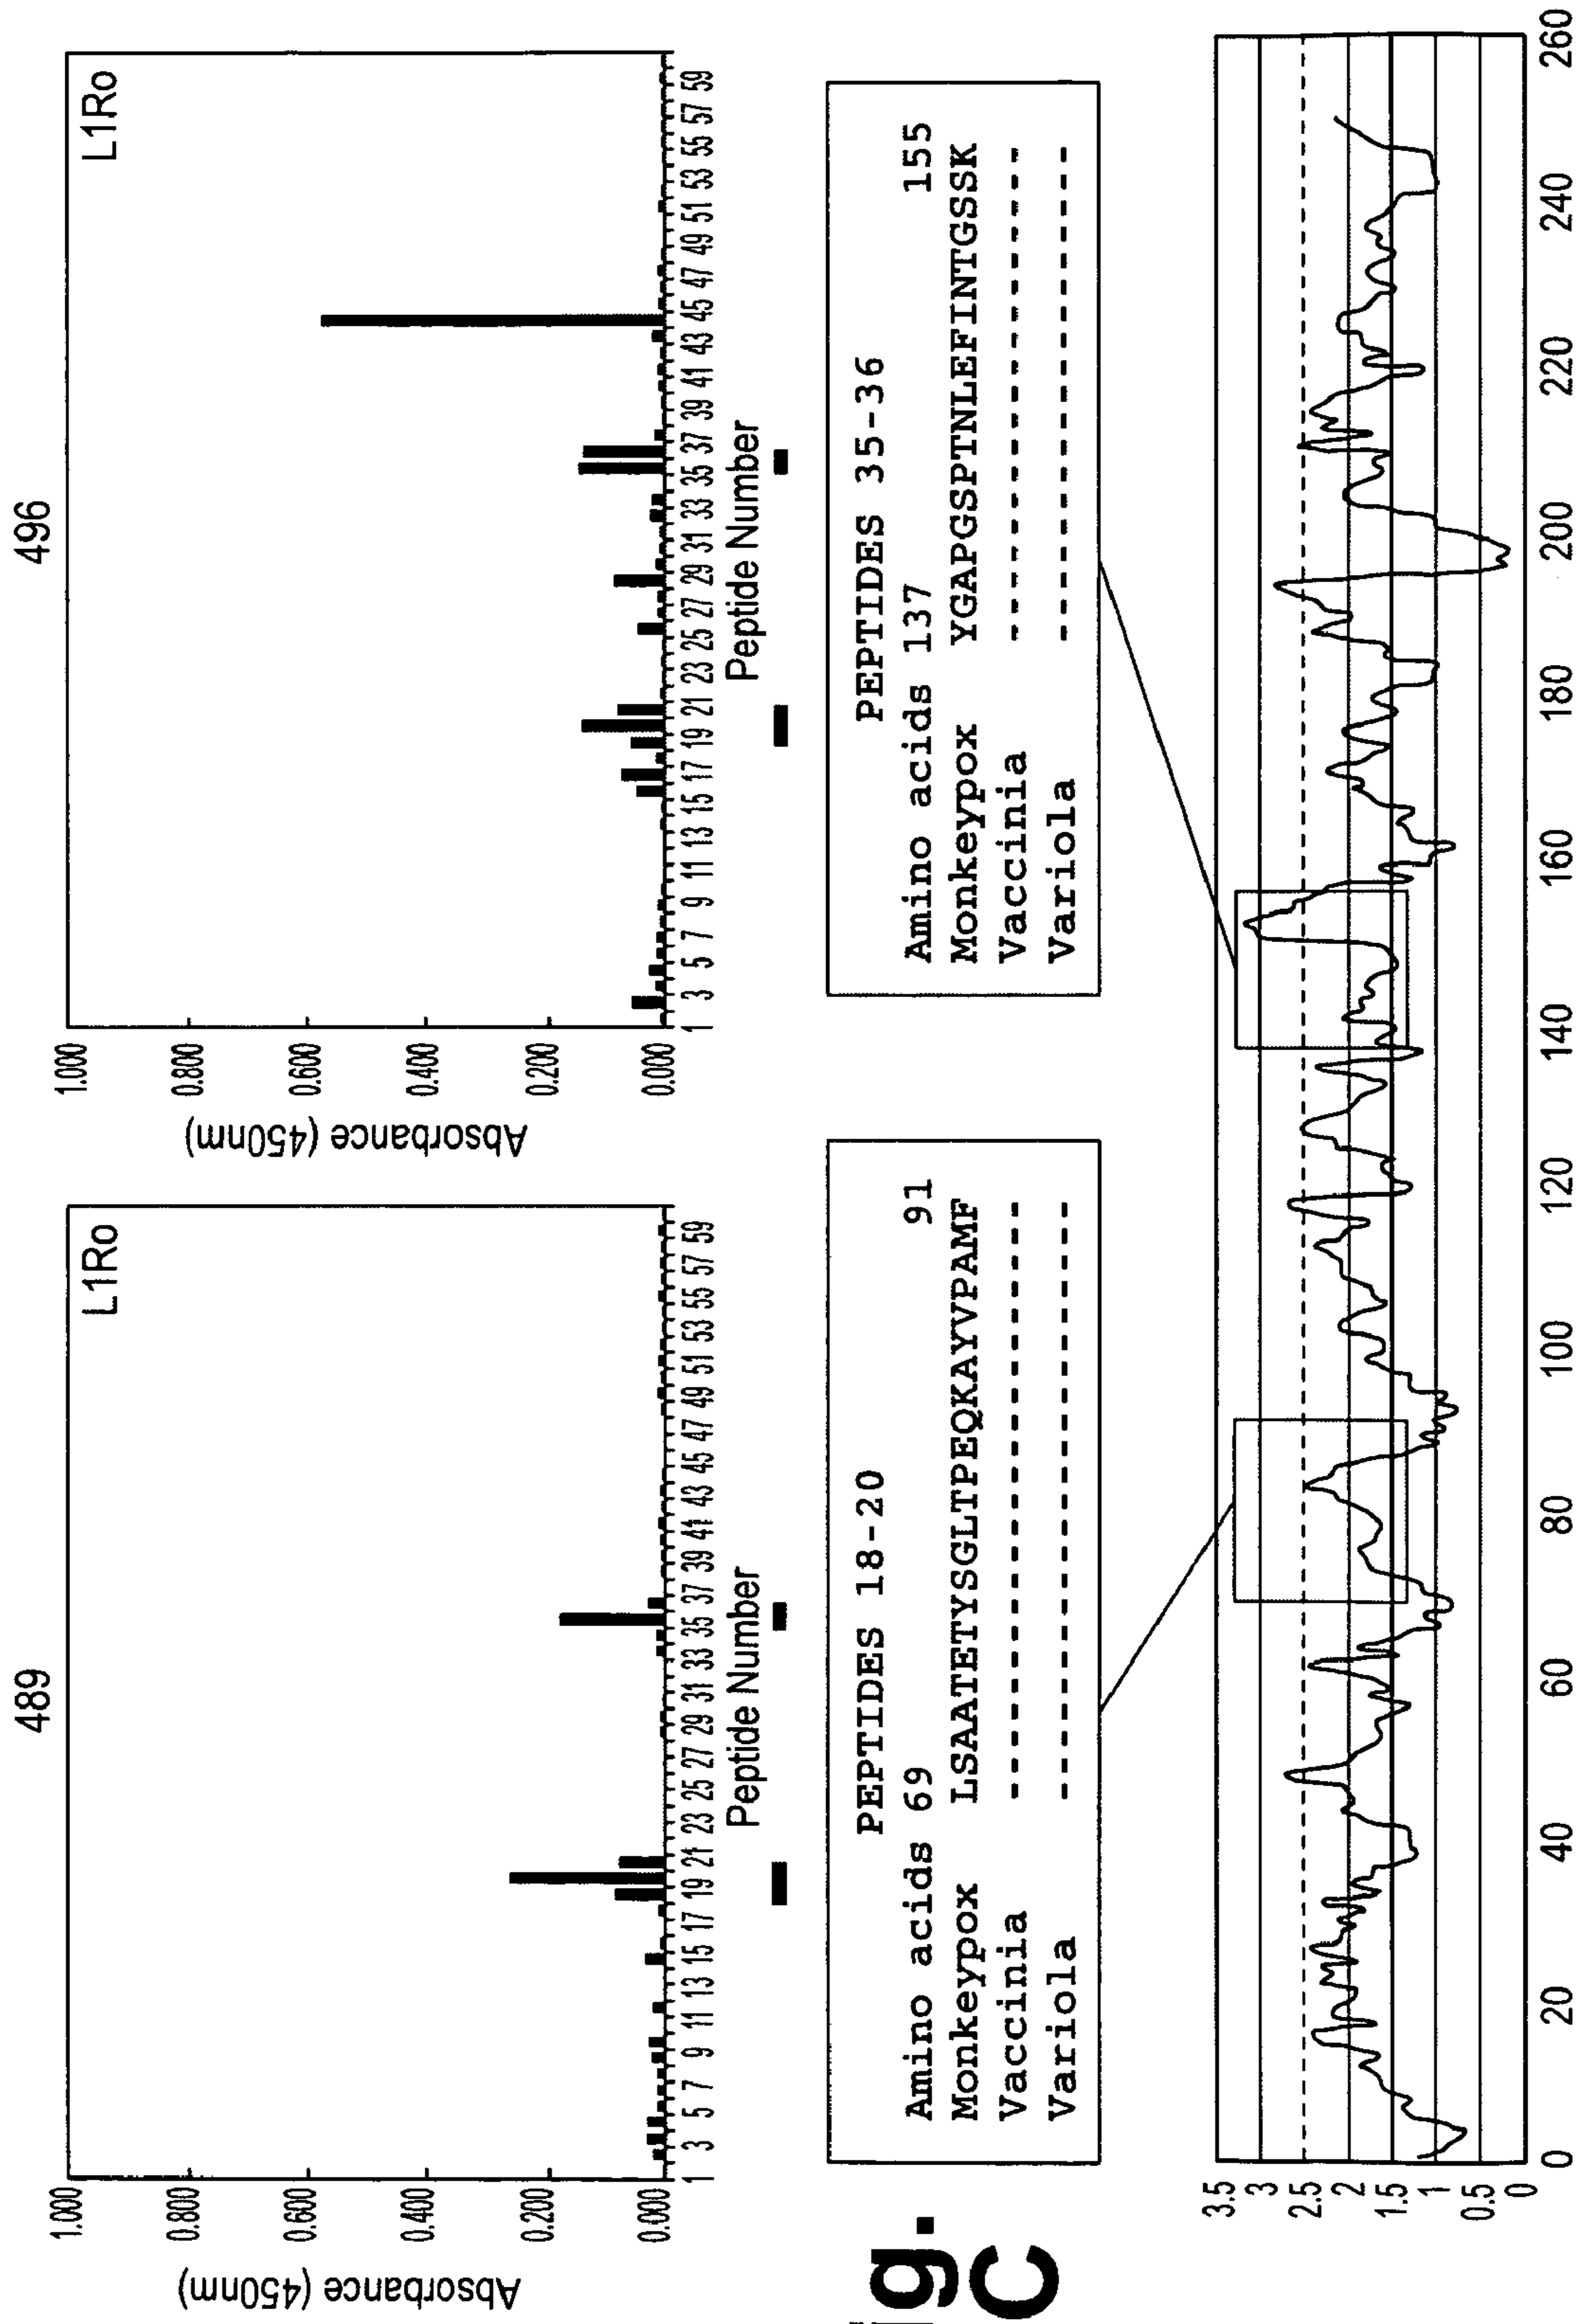 489
L1Ro
Absorbance (450nm)
1.000
0.800
0.600
0.400
0.200
0.000
1 3 5 7 9 11 13 15 17 19 21 23 25 27 29 31 33 35 37 39 41 43 45 47 49 51 53 55 57 59
Peptide Number
496
L1Ro
Absorbance (450nm)
1.000
0.800
0.600
0.400
0.200
0.000
1 3 5 7 9 11 13 15 17 19 21 23 25 27 29 31 33 35 37 39 41 43 45 47 49 51 53 55 57 59
Peptide Number
g.
C
PEPTIDES 18-20
Amino acids 69 91
Monkeypox LSAATETYSGLTPEQKAYVPAMF
Vaccinia -----------------------
Variola -----------------------
PEPTIDES 35-36
Amino acids 137 155
Monkeypox YGAPGSPTNLEFINTGSSK
Vaccinia -------------------
Variola -------------------
3.5
3
2.5
2
1.5
1
0.5
0
0 20 40 60 80 100 120 140 160 180 200 220 240 260